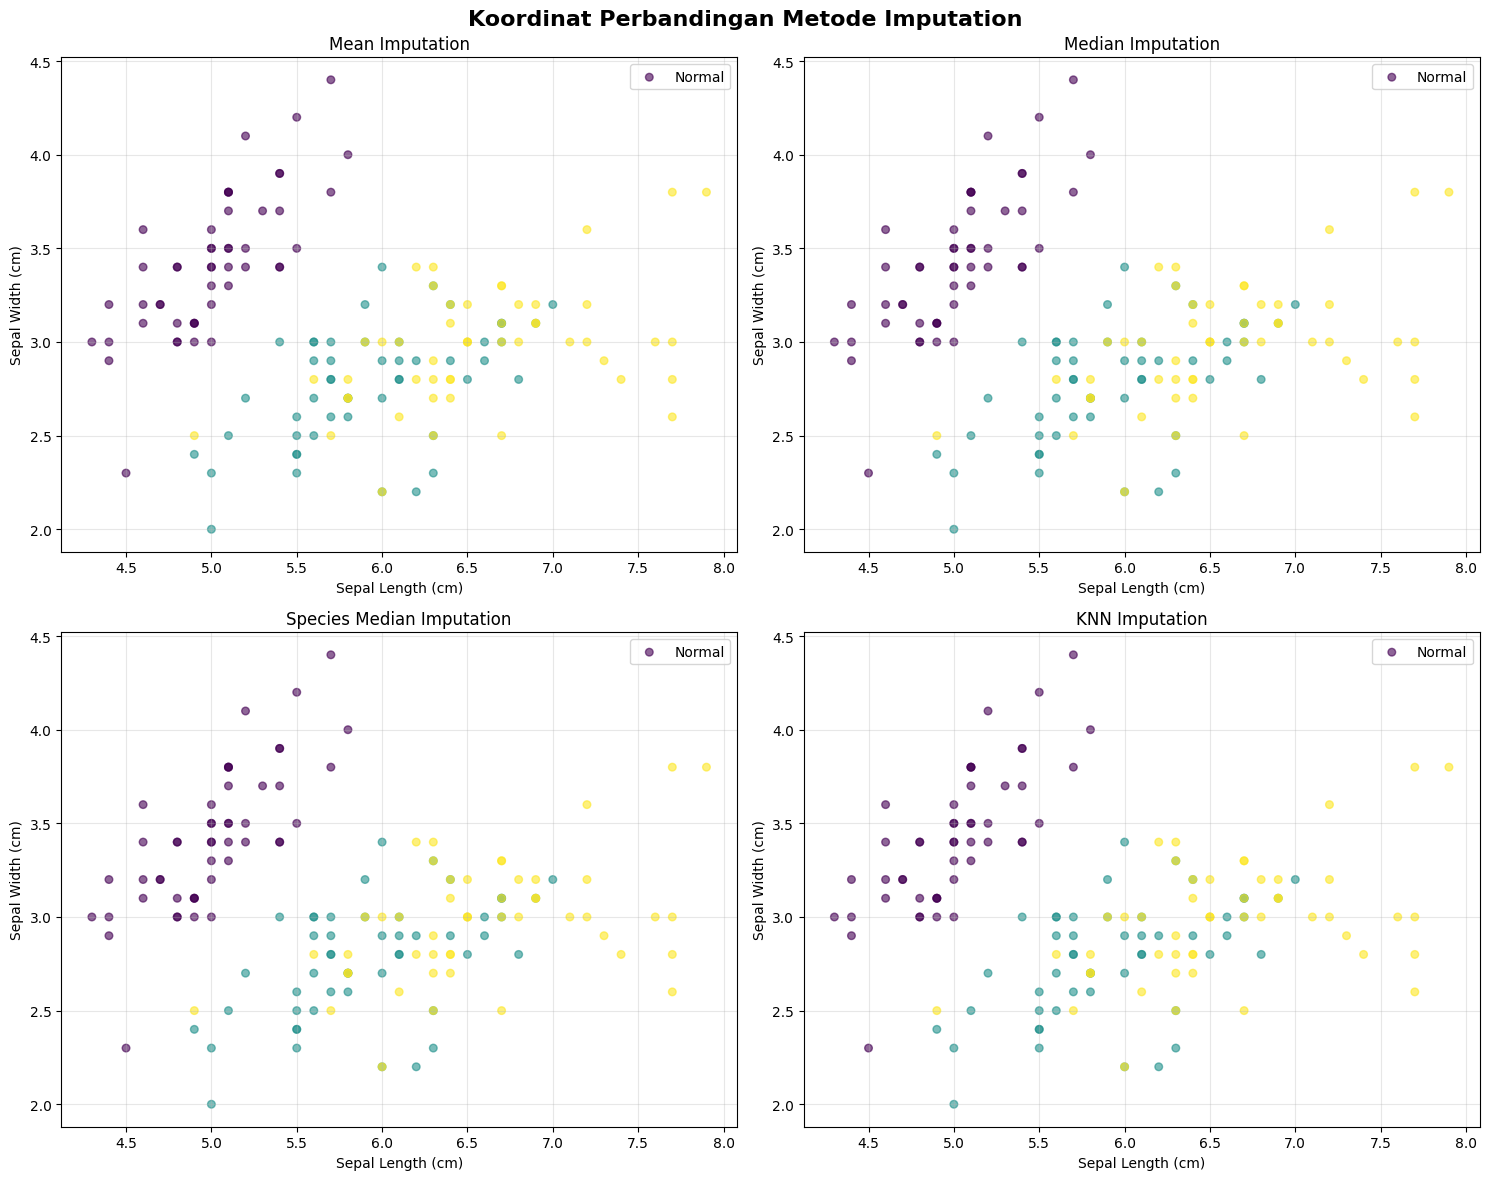 Koordinat Perbandingan Metode Imputation
Mean Imputation
Normal
Sepal Width (cm)
4.5
4.0
3.5
3.0
2.5
2.0
4.5 5.0 5.5 6.0 6.5 7.0 7.5 8.0
Sepal Length (cm)
Median Imputation
Normal
Sepal Width (cm)
4.5
4.0
3.5
3.0
2.5
2.0
4.5 5.0 5.5 6.0 6.5 7.0 7.5 8.0
Sepal Length (cm)
Species Median Imputation
Normal
Sepal Width (cm)
4.5
4.0
3.5
3.0
2.5
2.0
4.5 5.0 5.5 6.0 6.5 7.0 7.5 8.0
Sepal Length (cm)
KNN Imputation
Normal
Sepal Width (cm)
4.5
4.0
3.5
3.0
2.5
2.0
4.5 5.0 5.5 6.0 6.5 7.0 7.5 8.0
Sepal Length (cm)